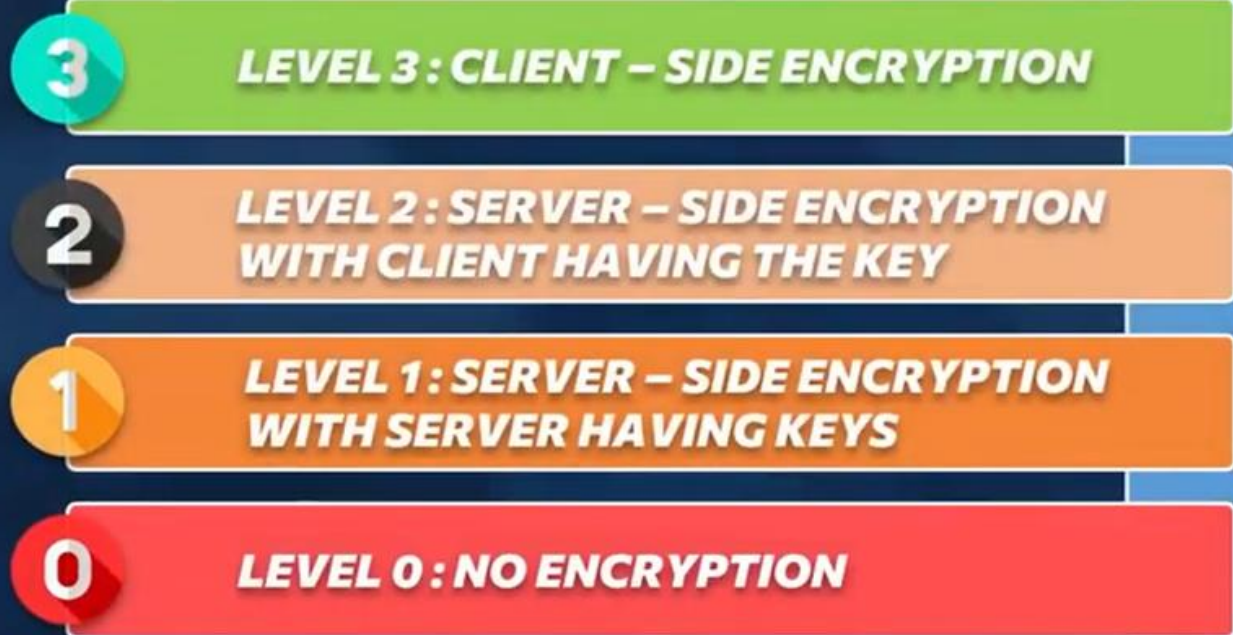 3
LEVEL 3 : CLIENT – SIDE ENCRYPTION
2
LEVEL 2 : SERVER – SIDE ENCRYPTION
WITH CLIENT HAVING THE KEY
1
LEVEL 1 : SERVER – SIDE ENCRYPTION
WITH SERVER HAVING KEYS
0
LEVEL 0 : NO ENCRYPTION